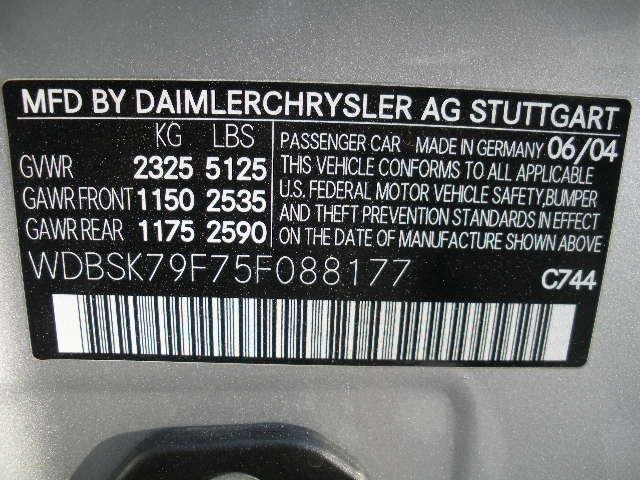 MFD BY DAIMLERCHRYSLER AG STUTTGART
KG LBS
GVWR 2325 5125
GAWR FRONT 1150 2535
GAWR REAR 1175 2590
PASSENGER CAR MADE IN GERMANY 06/04
THIS VEHICLE CONFORMS TO ALL APPLICABLE
U.S. FEDERAL MOTOR VEHICLE SAFETY, BUMPER
AND THEFT PREVENTION STANDARDS IN EFFECT
ON THE DATE OF MANUFACTURE SHOWN ABOVE.
WDBSK79F75F088177
C744